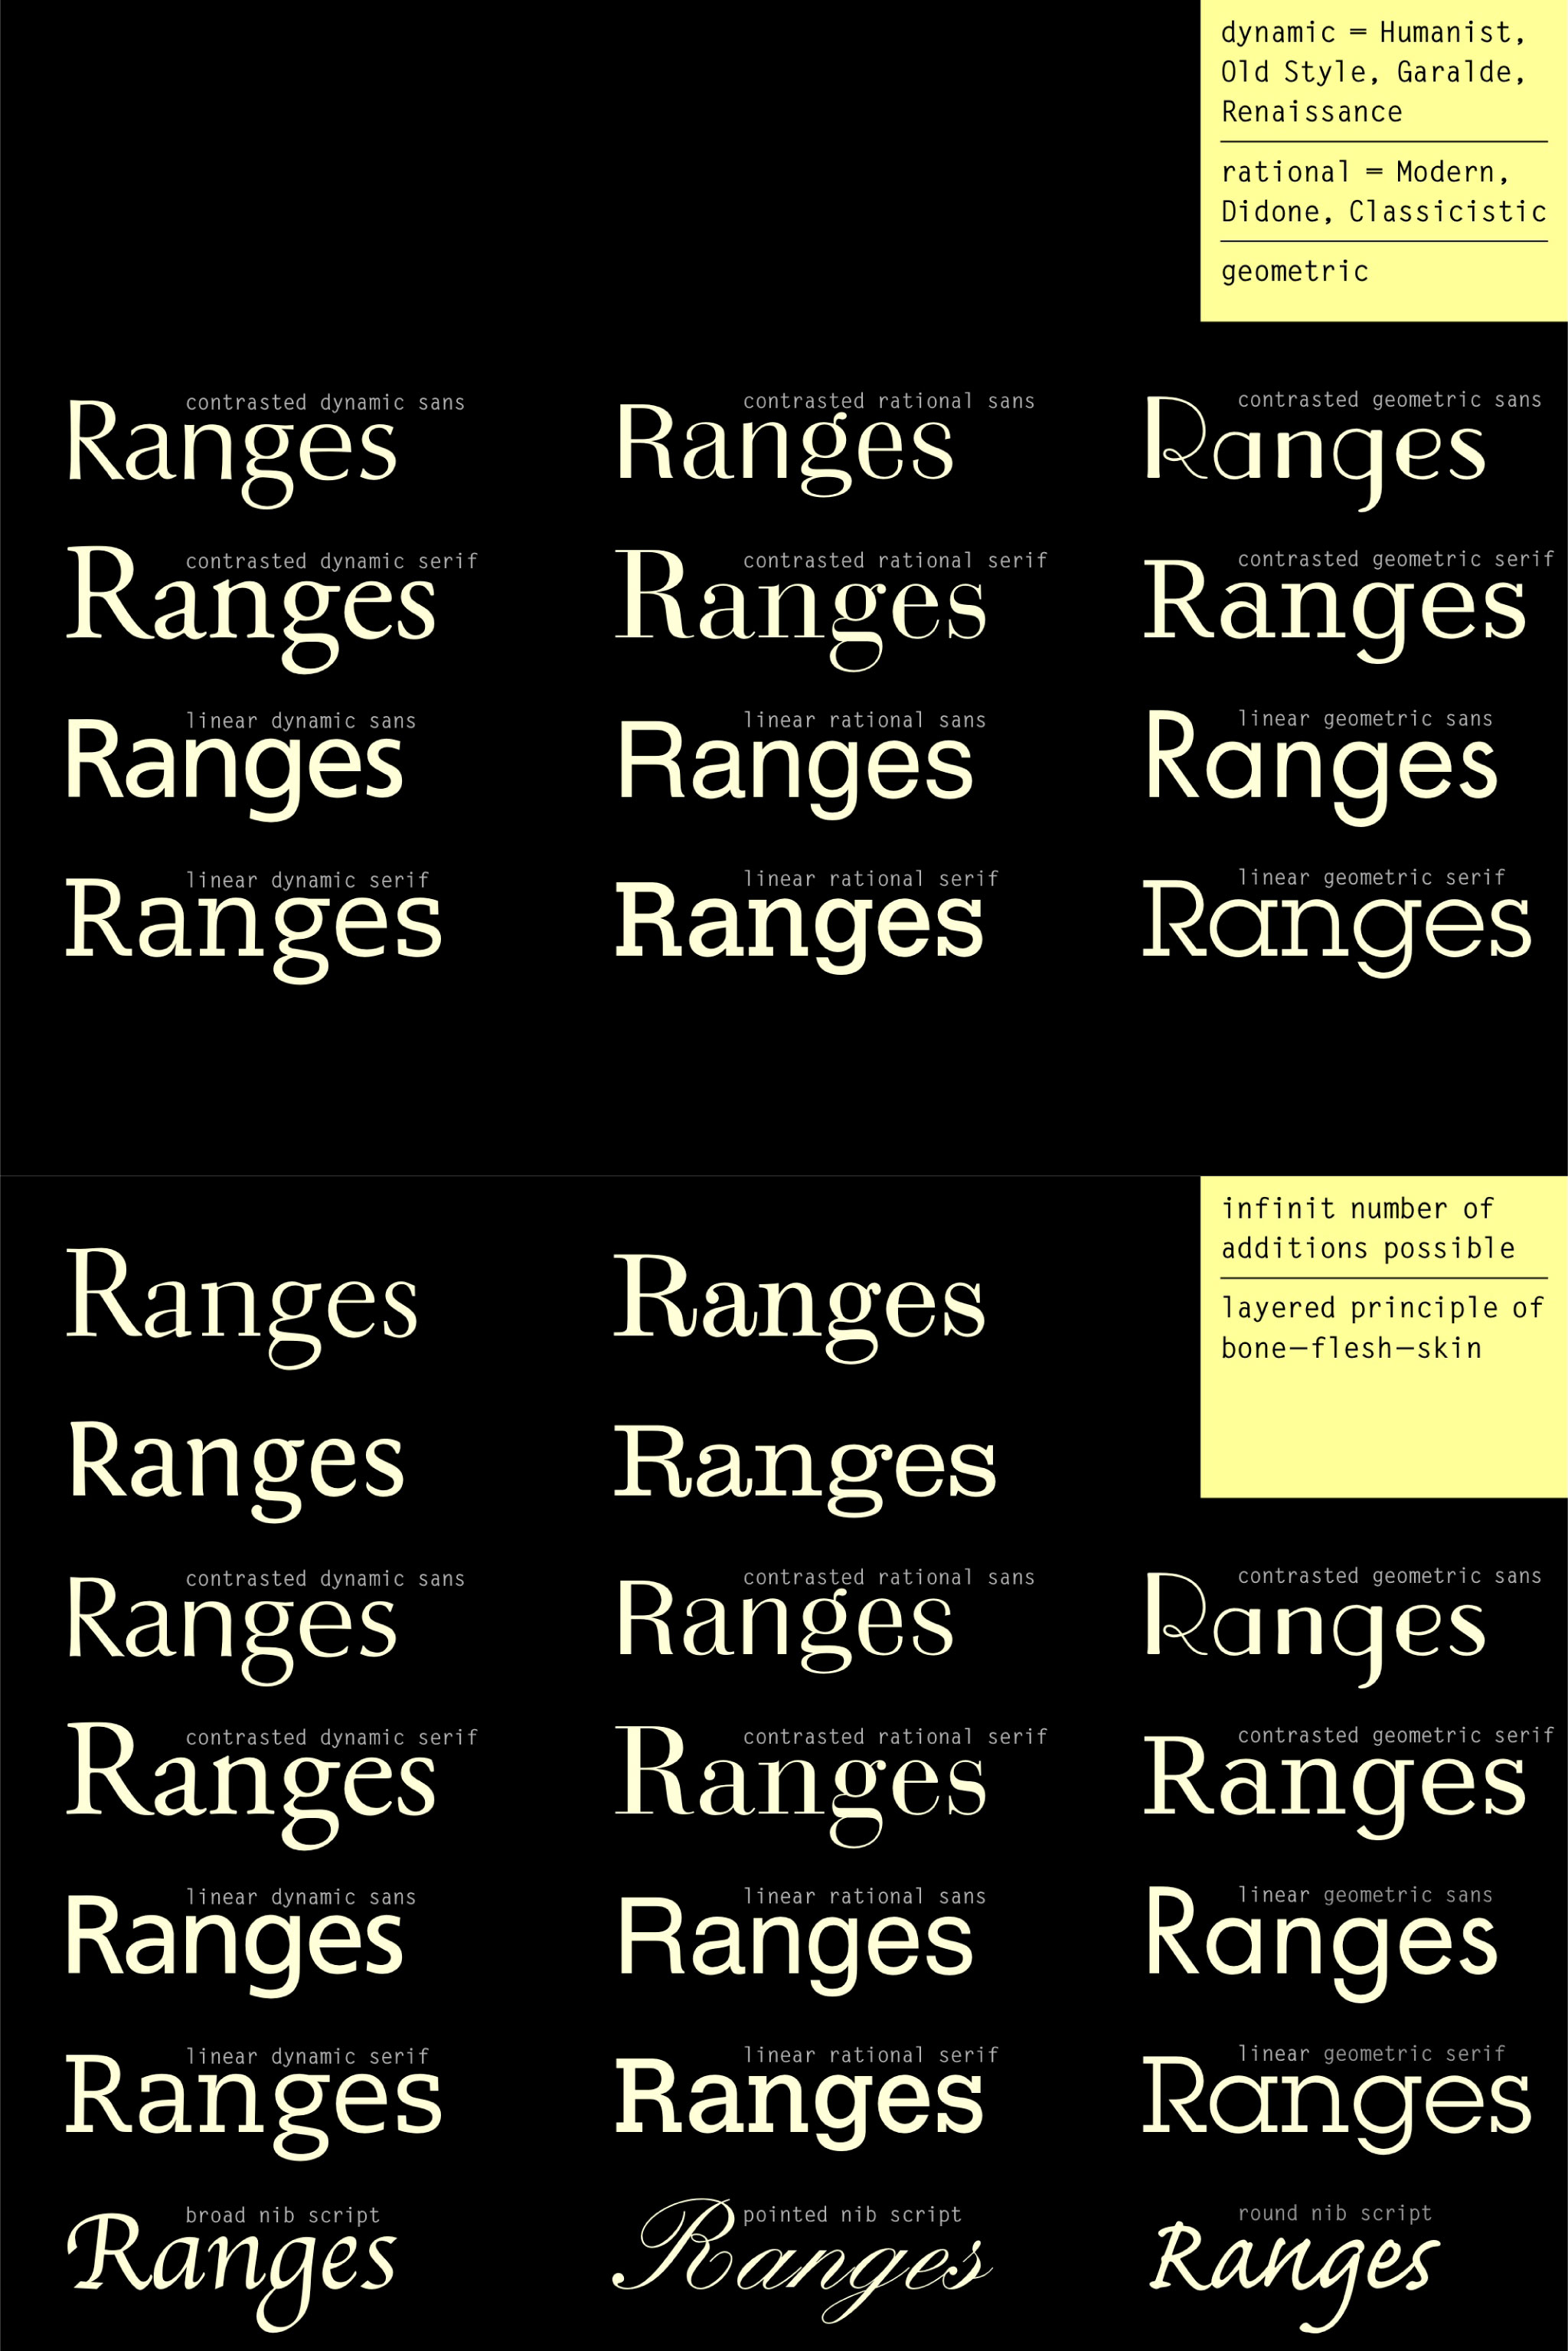 dynamic = Humanist,
Old Style, Garalde,
Renaissance
rational = Modern,
Didone, Classicistic
geometric
contrasted dynamic sans
Ranges
contrasted rational sans
Ranges
contrasted geometric sans
Ranges
contrasted dynamic serif
Ranges
contrasted rational serif
Ranges
contrasted geometric serif
Ranges
linear dynamic sans
Ranges
linear rational sans
Ranges
linear geometric sans
Ranges
linear dynamic serif
Ranges
linear rational serif
Ranges
linear geometric serif
Ranges
infinit number of
additions possible
layered principle of
bone—flesh—skin
Ranges
Ranges
Ranges
Ranges
contrasted dynamic sans
Ranges
contrasted rational sans
Ranges
contrasted geometric sans
Ranges
contrasted dynamic serif
Ranges
contrasted rational serif
Ranges
contrasted geometric serif
Ranges
linear dynamic sans
Ranges
linear rational sans
Ranges
linear geometric sans
Ranges
linear dynamic serif
Ranges
linear rational serif
Ranges
linear geometric serif
Ranges
broad nib script
Ranges
pointed nib script
Ranges
round nib script
Ranges